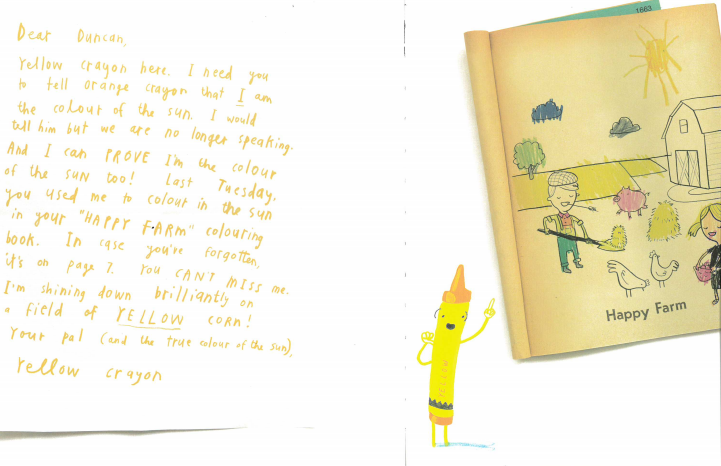 Dear Duncan,
Yellow crayon here. I need you
to tell orange crayon that I am
the colour of the sun. I would
tell him but we are no longer speaking.
And I can PROVE I'm the colour
of the sun too! Last Tuesday,
you used me to colour in the sun
in your "HAPPY FARM" colouring
book. In case you've forgotten,
it's on page 7. You CAN'T MISS me.
I'm shining down brilliantly on
a field of YELLOW CORN!
Your pal (and the true colour of the sun),
Yellow crayon
1663
YELLOW
Happy Farm